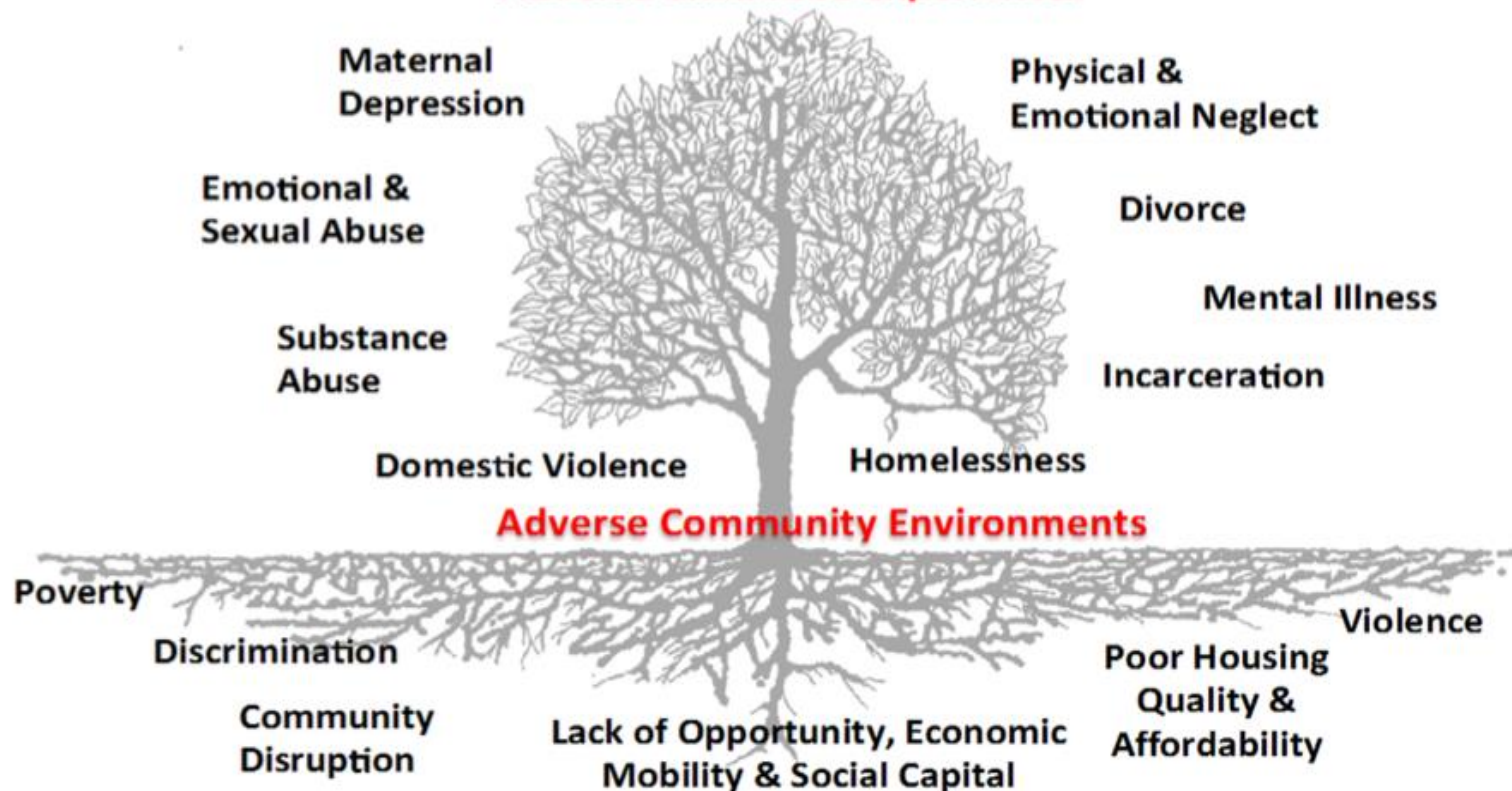 Maternal
Depression
Physical &
Emotional Neglect
Emotional &
Sexual Abuse
Divorce
Mental Illness
Substance
Abuse
Incarceration
Domestic Violence
Homelessness
Adverse Community Environments
Poverty
Violence
Discrimination
Poor Housing
Quality &
Affordability
Community
Disruption
Lack of Opportunity, Economic
Mobility & Social Capital